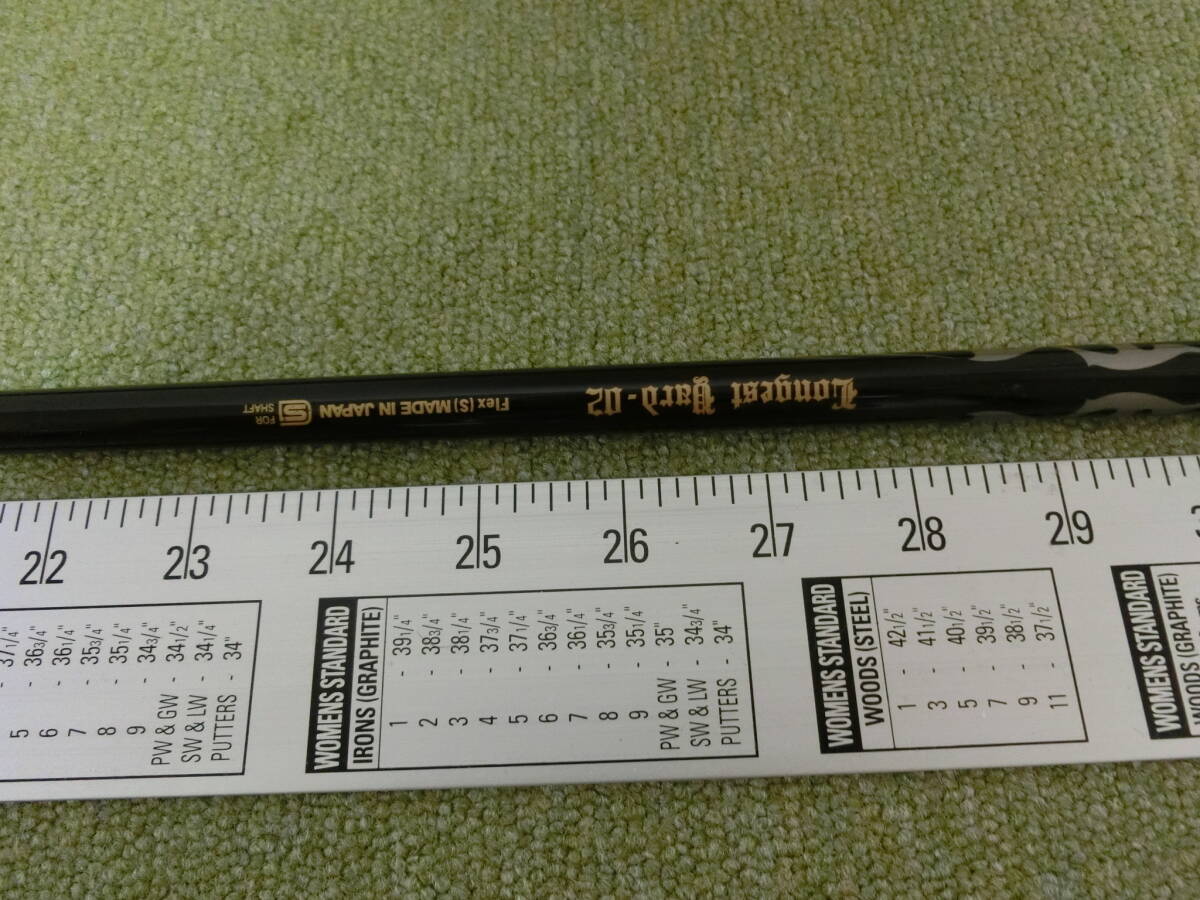 Longest Yard-02
Flex (S) MADE IN JAPAN
FOR
SHAFT
22 23 24 25 26 27 28 29
- 37 1/4"
5 - 36 3/4"
6 - 36 1/4"
7 - 35 3/4"
8 - 35 1/4"
9 - 34 3/4"
PW & GW - 34 1/2"
SW & LW - 34 1/4"
PUTTERS - 34"
WOMENS STANDARD
IRONS (GRAPHITE)
1 - 39 1/4"
2 - 38 3/4"
3 - 38 1/4"
4 - 37 3/4"
5 - 37 1/4"
6 - 36 3/4"
7 - 36 1/4"
8 - 35 3/4"
9 - 35 1/4"
PW & GW - 35"
SW & LW - 34 3/4"
PUTTERS - 34"
WOMENS STANDARD
WOODS (STEEL)
1 - 42 1/2"
3 - 41 1/2"
5 - 40 1/2"
7 - 39 1/2"
9 - 38 1/2"
11 - 37 1/2"
WOMENS STANDARD
WOODS (GRAPHITE